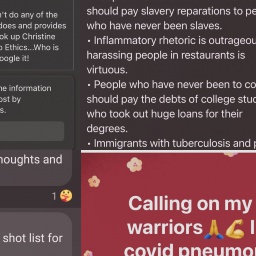 't do any of the
does and provides
ok up Christine
o Ethics...Who is
oogle it!
e information
ost by
houghts and
1
shot list for
should pay slavery reparations to pe
who have never been slaves.
• Inflammatory rhetoric is outrageou
harassing people in restaurants is
virtuous.
• People who have never been to co
should pay the debts of college stud
who took out huge loans for their
degrees.
• Immigrants with tuberculosis and p
Calling on my
warriors🙏💪 I
covid pneumo